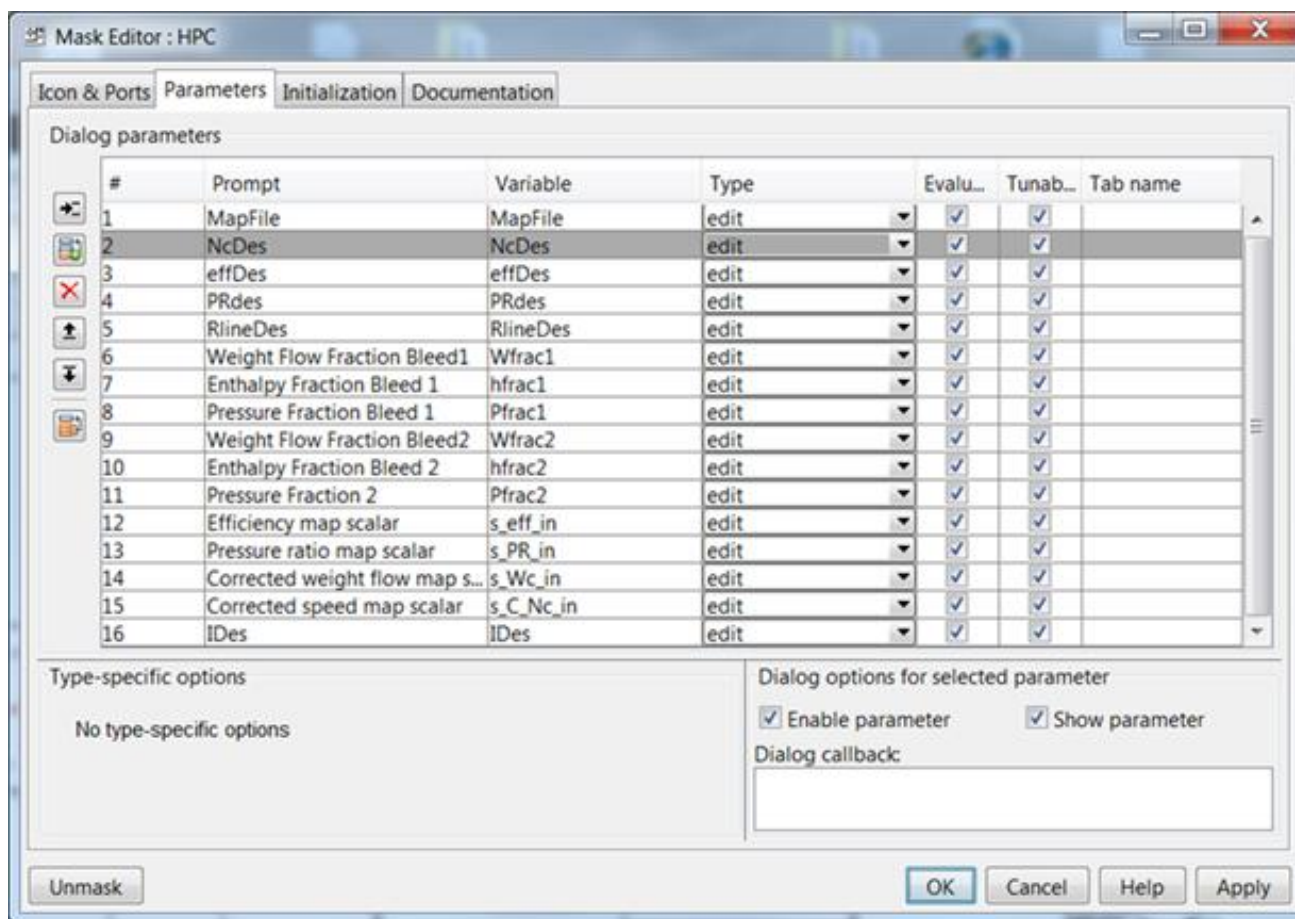 Mask Editor : HPC
Icon & Ports Parameters Initialization Documentation
Dialog parameters
# Prompt Variable Type Evalu... Tunab... Tab name
1 MapFile MapFile edit
2 NcDes NcDes edit
3 effDes effDes edit
4 PRdes PRdes edit
5 RlineDes RlineDes edit
6 Weight Flow Fraction Bleed1 Wfrac1 edit
7 Enthalpy Fraction Bleed 1 hfrac1 edit
8 Pressure Fraction Bleed 1 Pfrac1 edit
9 Weight Flow Fraction Bleed2 Wfrac2 edit
10 Enthalpy Fraction Bleed 2 hfrac2 edit
11 Pressure Fraction 2 Pfrac2 edit
12 Efficiency map scalar s_eff_in edit
13 Pressure ratio map scalar s_PR_in edit
14 Corrected weight flow map s... s_Wc_in edit
15 Corrected speed map scalar s_C_Nc_in edit
16 IDes IDes edit
Type-specific options
No type-specific options
Dialog options for selected parameter
Enable parameter Show parameter
Dialog callback:
Unmask OK Cancel Help Apply